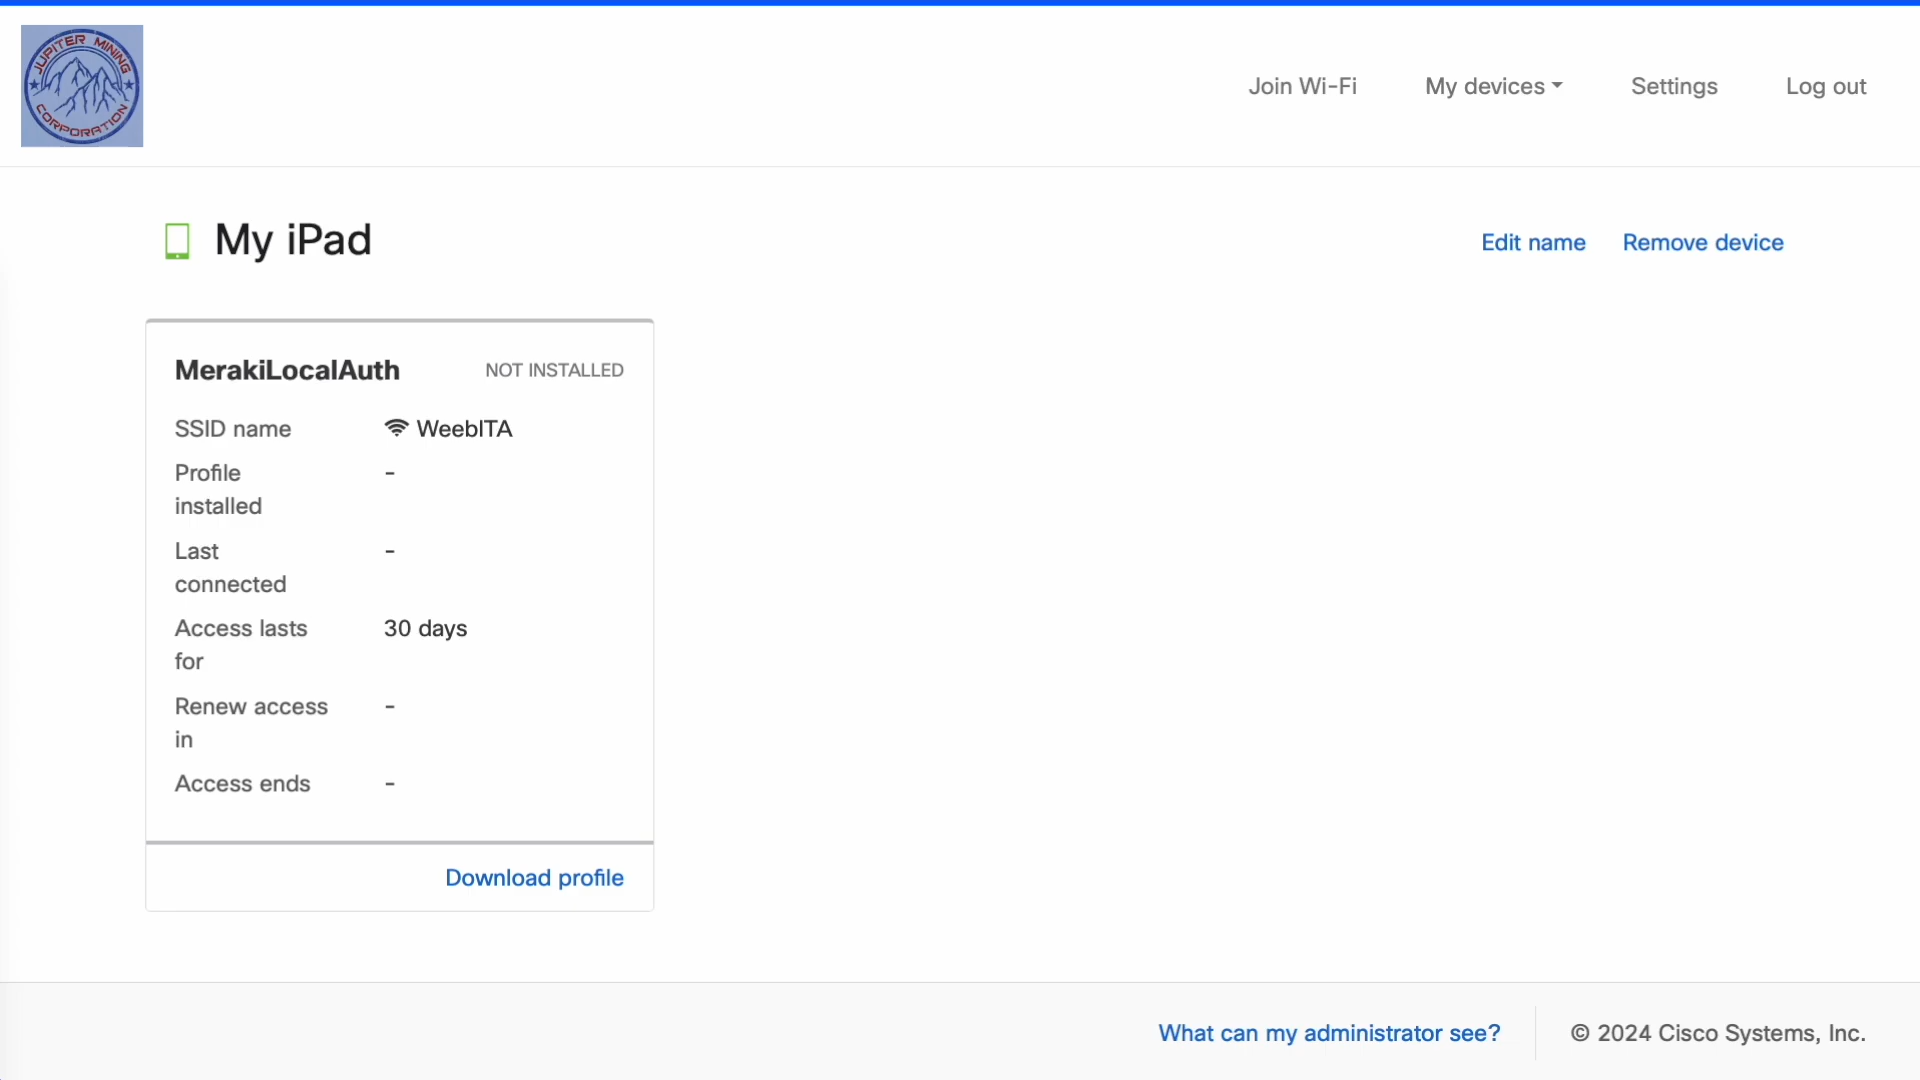 JUPITER MINING
CORPORATION
Join Wi-Fi
My devices
Settings
Log out
My iPad
Edit name
Remove device
MerakiLocalAuth
NOT INSTALLED
SSID name
WeebITA
Profile
installed
-
Last
connected
-
Access lasts
for
30 days
Renew access
in
-
Access ends
-
Download profile
What can my administrator see?
© 2024 Cisco Systems, Inc.